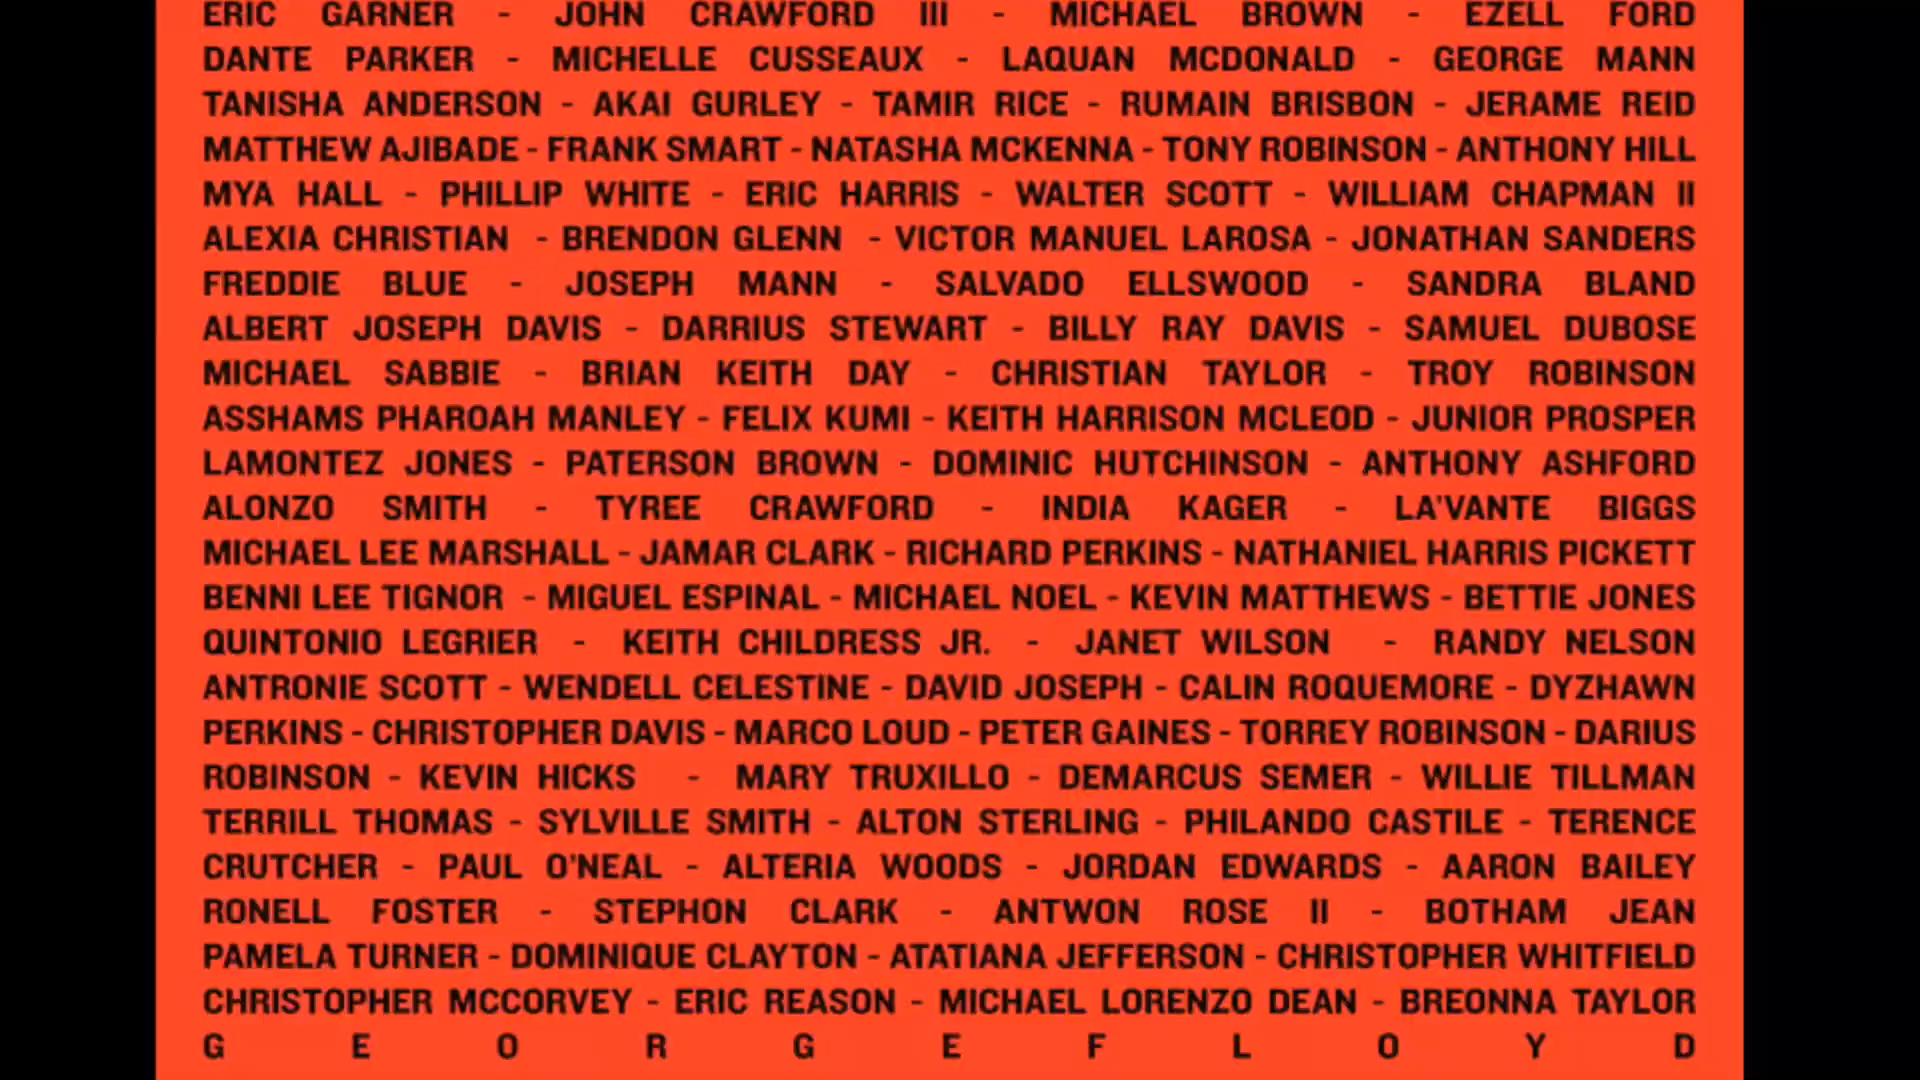 ERIC GARNER - JOHN CRAWFORD III - MICHAEL BROWN - EZELL FORD
DANTE PARKER - MICHELLE CUSSEAUX - LAQUAN MCDONALD - GEORGE MANN
TANISHA ANDERSON - AKAI GURLEY - TAMIR RICE - RUMAIN BRISBON - JERAME REID
MATTHEW AJIBADE - FRANK SMART - NATASHA MCKENNA - TONY ROBINSON - ANTHONY HILL
MYA HALL - PHILLIP WHITE - ERIC HARRIS - WALTER SCOTT - WILLIAM CHAPMAN II
ALEXIA CHRISTIAN - BRENDON GLENN - VICTOR MANUEL LAROSA - JONATHAN SANDERS
FREDDIE BLUE - JOSEPH MANN - SALVADO ELLSWOOD - SANDRA BLAND
ALBERT JOSEPH DAVIS - DARRIUS STEWART - BILLY RAY DAVIS - SAMUEL DUBOSE
MICHAEL SABBIE - BRIAN KEITH DAY - CHRISTIAN TAYLOR - TROY ROBINSON
ASSHAMS PHAROAH MANLEY - FELIX KUMI - KEITH HARRISON MCLEOD - JUNIOR PROSPER
LAMONTEZ JONES - PATERSON BROWN - DOMINIC HUTCHINSON - ANTHONY ASHFORD
ALONZO SMITH - TYREE CRAWFORD - INDIA KAGER - LA'VANTE BIGGS
MICHAEL LEE MARSHALL - JAMAR CLARK - RICHARD PERKINS - NATHANIEL HARRIS PICKETT
BENNI LEE TIGNOR - MIGUEL ESPINAL - MICHAEL NOEL - KEVIN MATTHEWS - BETTIE JONES
QUINTONIO LEGRIER - KEITH CHILDRESS JR. - JANET WILSON - RANDY NELSON
ANTRONIE SCOTT - WENDELL CELESTINE - DAVID JOSEPH - CALIN ROQUEMORE - DYZHAWN
PERKINS - CHRISTOPHER DAVIS - MARCO LOUD - PETER GAINES - TORREY ROBINSON - DARIUS
ROBINSON - KEVIN HICKS - MARY TRUXILLO - DEMARCUS SEMER - WILLIE TILLMAN
TERRILL THOMAS - SYLVILLE SMITH - ALTON STERLING - PHILANDO CASTILE - TERENCE
CRUTCHER - PAUL O'NEAL - ALTERIA WOODS - JORDAN EDWARDS - AARON BAILEY
RONELL FOSTER - STEPHON CLARK - ANTWON ROSE II - BOTHAM JEAN
PAMELA TURNER - DOMINIQUE CLAYTON - ATATIANA JEFFERSON - CHRISTOPHER WHITFIELD
CHRISTOPHER MCCORVEY - ERIC REASON - MICHAEL LORENZO DEAN - BREONNA TAYLOR
G E O R G E F L O Y D